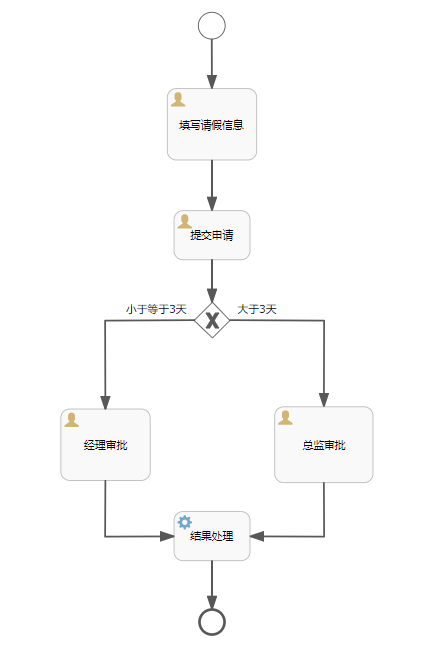 填写请假信息
提交申请
小于等于3天
大于3天
经理审批
总监审批
结果处理